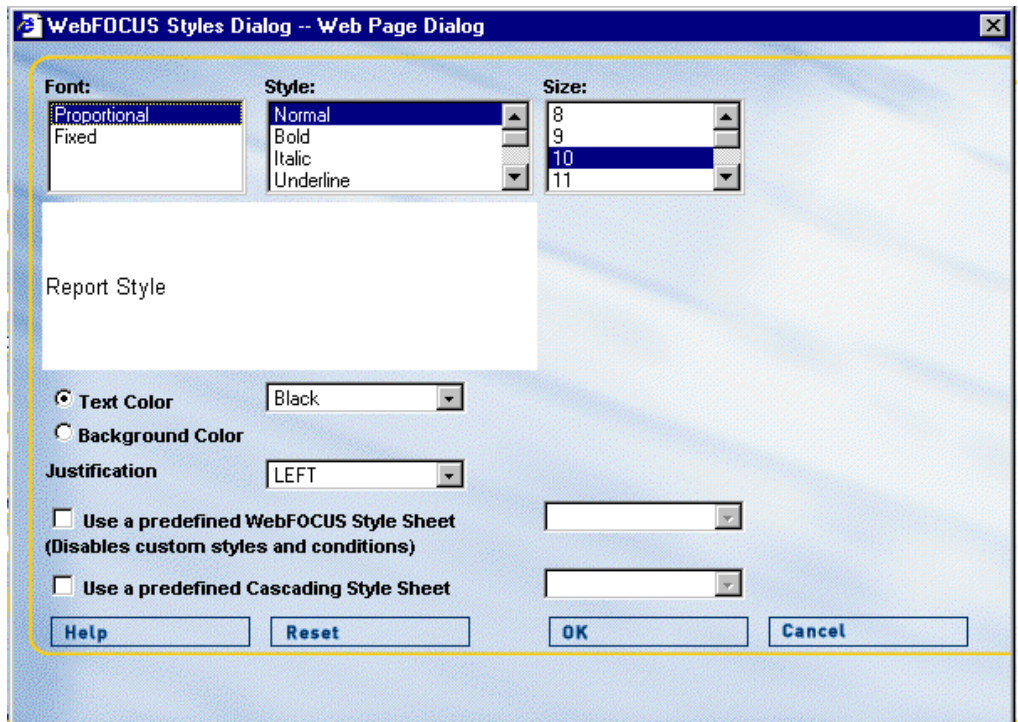 WebFOCUS Styles Dialog -- Web Page Dialog
Font: Style: Size:
Proportional Normal 8
Fixed Bold 9
Italic 10
Underline 11
Report Style
Text Color Black
Background Color
Justification LEFT
Use a predefined WebFOCUS Style Sheet
(Disables custom styles and conditions)
Use a predefined Cascading Style Sheet
Help Reset OK Cancel